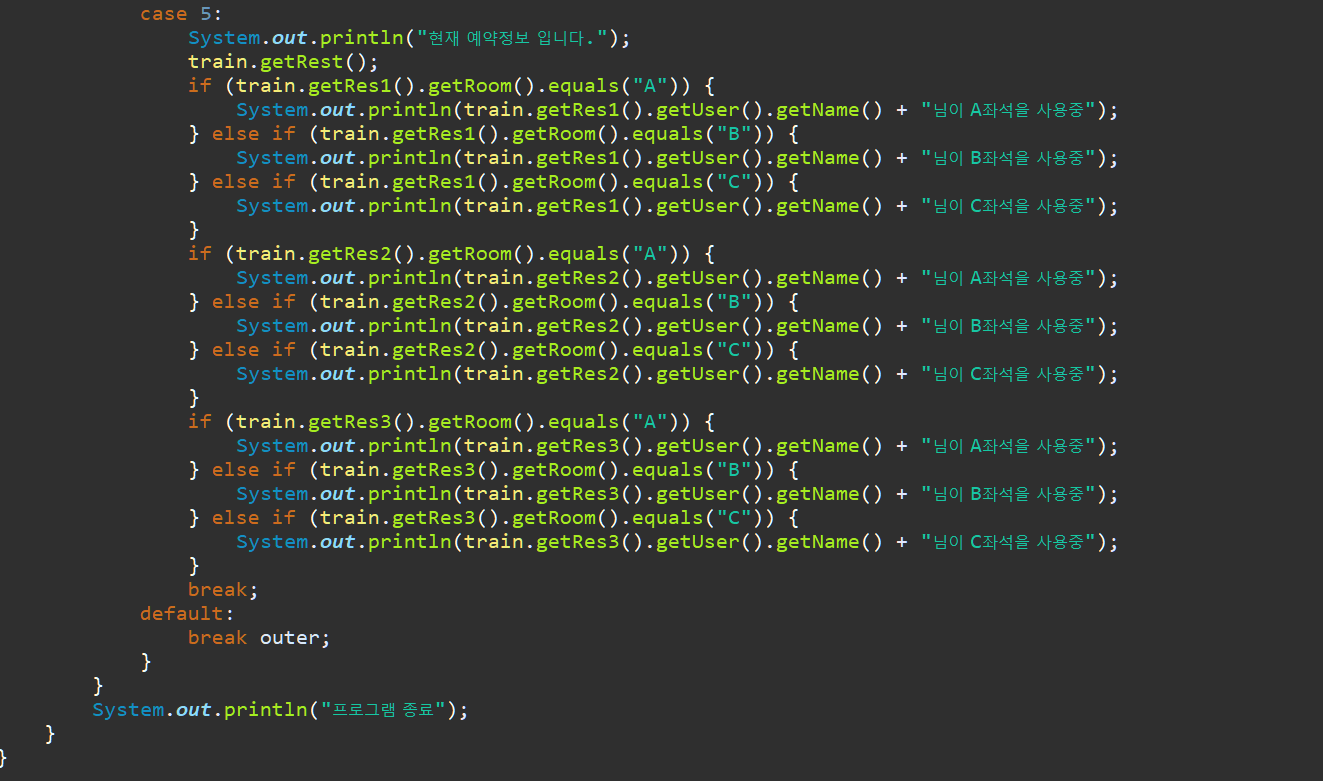 case 5:
System.out.println("현재 예약정보 입니다.");
train.getRest();
if (train.getRes1().getRoom().equals("A")) {
System.out.println(train.getRes1().getUser().getName() + "님이 A좌석을 사용중");
} else if (train.getRes1().getRoom().equals("B")) {
System.out.println(train.getRes1().getUser().getName() + "님이 B좌석을 사용중");
} else if (train.getRes1().getRoom().equals("C")) {
System.out.println(train.getRes1().getUser().getName() + "님이 C좌석을 사용중");
}
if (train.getRes2().getRoom().equals("A")) {
System.out.println(train.getRes2().getUser().getName() + "님이 A좌석을 사용중");
} else if (train.getRes2().getRoom().equals("B")) {
System.out.println(train.getRes2().getUser().getName() + "님이 B좌석을 사용중");
} else if (train.getRes2().getRoom().equals("C")) {
System.out.println(train.getRes2().getUser().getName() + "님이 C좌석을 사용중");
}
if (train.getRes3().getRoom().equals("A")) {
System.out.println(train.getRes3().getUser().getName() + "님이 A좌석을 사용중");
} else if (train.getRes3().getRoom().equals("B")) {
System.out.println(train.getRes3().getUser().getName() + "님이 B좌석을 사용중");
} else if (train.getRes3().getRoom().equals("C")) {
System.out.println(train.getRes3().getUser().getName() + "님이 C좌석을 사용중");
}
break;
default:
break outer;
}
}
System.out.println("프로그램 종료");
}
}